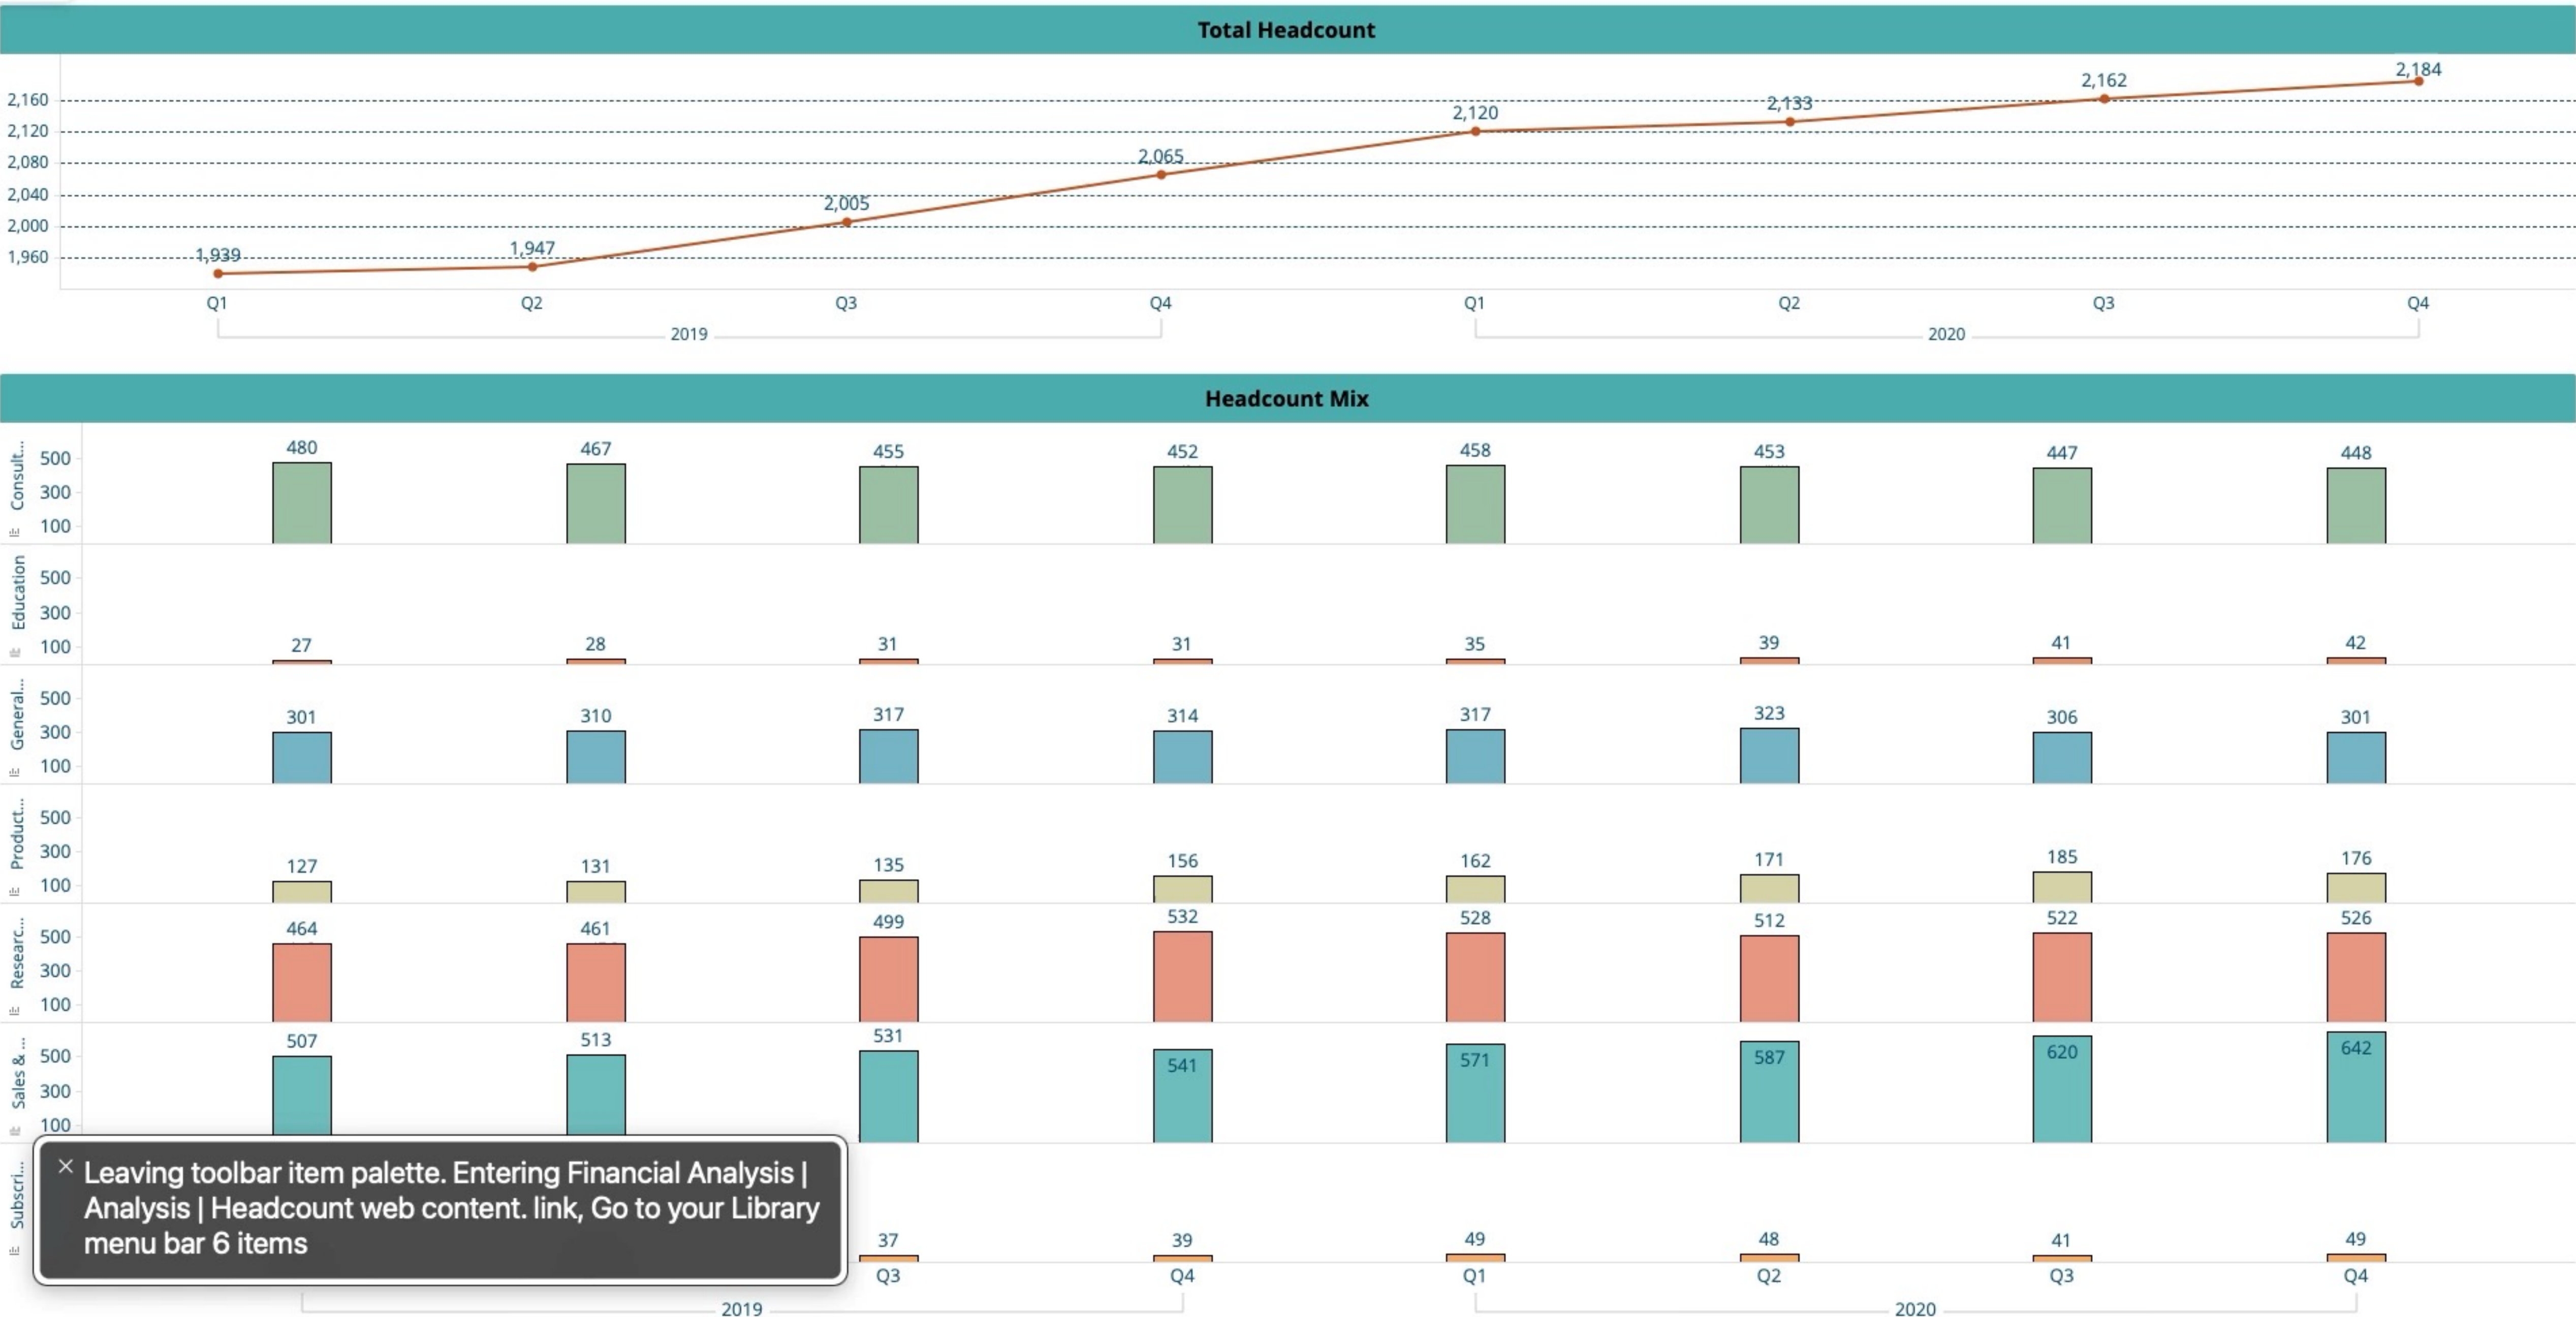 Total Headcount
2,160
2,120
2,080
2,040
2,000
1,960
1,939
1,947
2,005
2,065
2,120
2,133
2,162
2,184
Q1 Q2 Q3 Q4 Q1 Q2 Q3 Q4
2019 2020
Headcount Mix
Consult...
500
300
100
480 467 455 452 458 453 447 448
Education
500
300
100
27 28 31 31 35 39 41 42
General...
500
300
100
301 310 317 314 317 323 306 301
Product...
500
300
100
127 131 135 156 162 171 185 176
Researc...
500
300
100
464 461 499 532 528 512 522 526
Sales & ...
500
300
100
507 513 531 541 571 587 620 642
Subscri...
37 39 49 48 41 49
× Leaving toolbar item palette. Entering Financial Analysis |
Analysis | Headcount web content. link, Go to your Library
menu bar 6 items
Q3 Q4 Q1 Q2 Q3 Q4
2019 2020